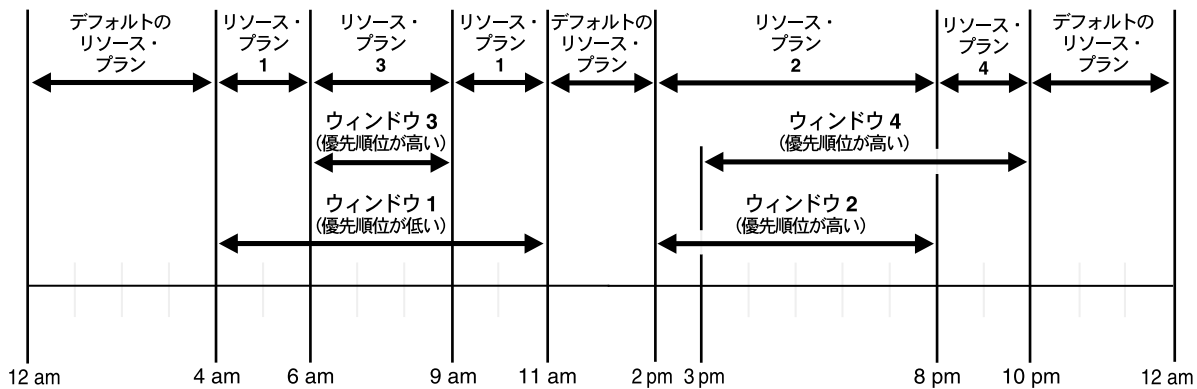 デフォルトの
リソース・
プラン
リソース・
プラン
1
リソース・
プラン
3
リソース・
プラン
1
デフォルトの
リソース・
プラン
リソース・
プラン
2
リソース・
プラン
4
デフォルトの
リソース・
プラン
ウィンドウ 3
(優先順位が高い)
ウィンドウ 4
(優先順位が高い)
ウィンドウ 1
(優先順位が低い)
ウィンドウ 2
(優先順位が高い)
12 am
4 am
6 am
9 am
11 am
2 pm
3 pm
8 pm
10 pm
12 am